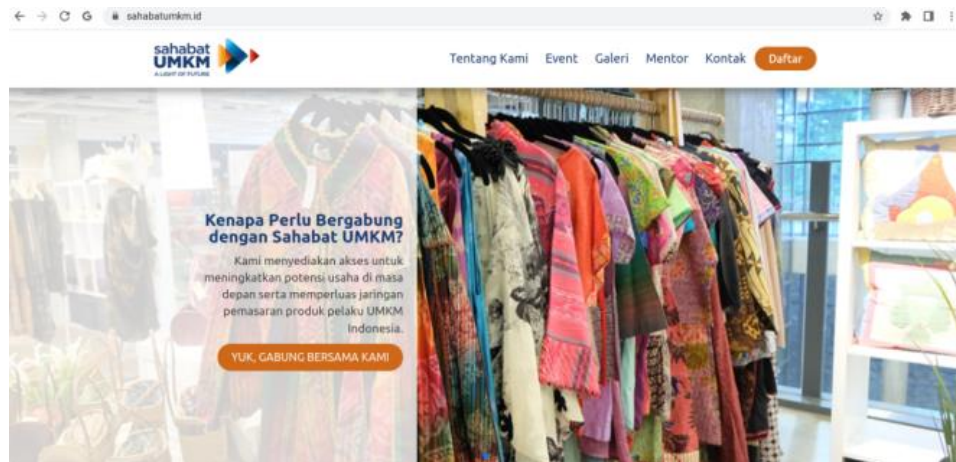 sahabatumkm.id
sahabat
UMKM
A LIGHT OF FUTURE
Tentang Kami Event Galeri Mentor Kontak Daftar
Kenapa Perlu Bergabung
dengan Sahabat UMKM?
Kami menyediakan akses untuk
meningkatkan potensi usaha di masa
depan serta memperluas jaringan
pemasaran produk pelaku UMKM
Indonesia.
YUK, GABUNG BERSAMA KAMI